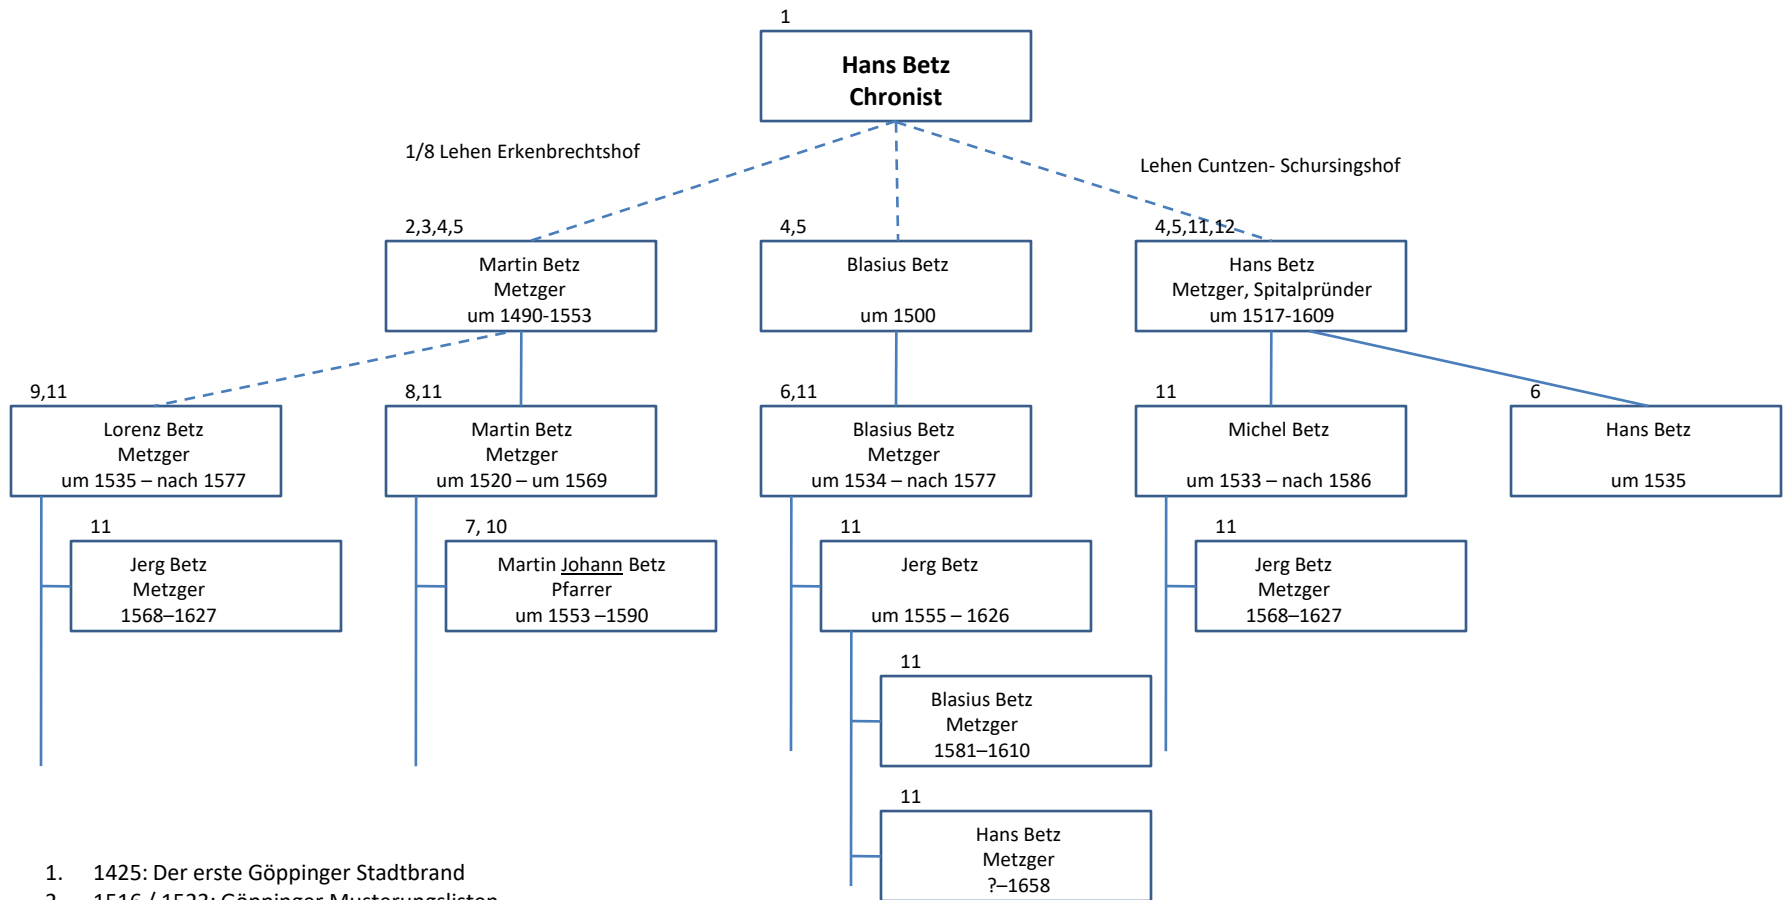 1
Hans Betz
Chronist
1/8 Lehen Erkenbrechtshof
Lehen Cuntzen- Schursingshof
2,3,4,5
Martin Betz
Metzger
um 1490-1553
4,5
Blasius Betz
um 1500
4,5,11,12
Hans Betz
Metzger, Spitalpründer
um 1517-1609
9,11
Lorenz Betz
Metzger
um 1535 – nach 1577
8,11
Martin Betz
Metzger
um 1520 – um 1569
6,11
Blasius Betz
Metzger
um 1534 – nach 1577
11
Michel Betz
um 1533 – nach 1586
6
Hans Betz
um 1535
11
Jerg Betz
Metzger
1568–1627
7, 10
Martin Johann Betz
Pfarrer
um 1553 –1590
11
Jerg Betz
um 1555 – 1626
11
Jerg Betz
Metzger
1568–1627
11
Blasius Betz
Metzger
1581–1610
11
Hans Betz
Metzger
?–1658
1. 1425: Der erste Göppinger Stadtbrand
2. 1516 / 1523: Göppinger Musterungslisten